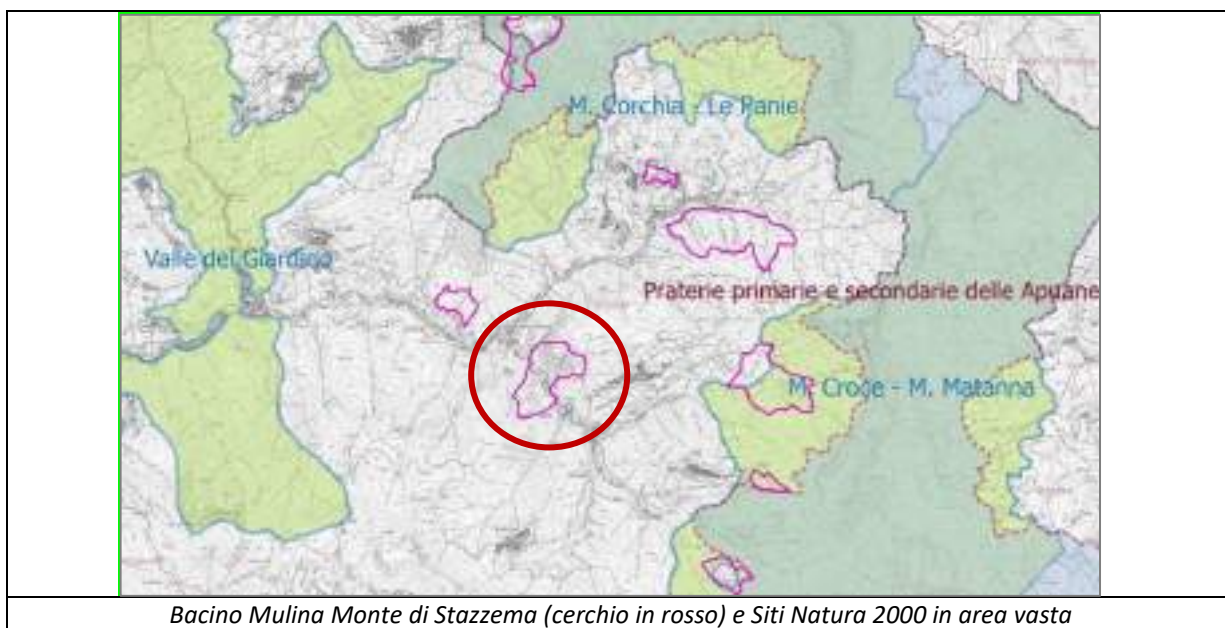 M. Corchia - Le Panie
Valle del Giardino
Praterie primarie e secondarie delle Apuane
M. Croce - M. Matanna
Bacino Mulina Monte di Stazzema (cerchio in rosso) e Siti Natura 2000 in area vasta